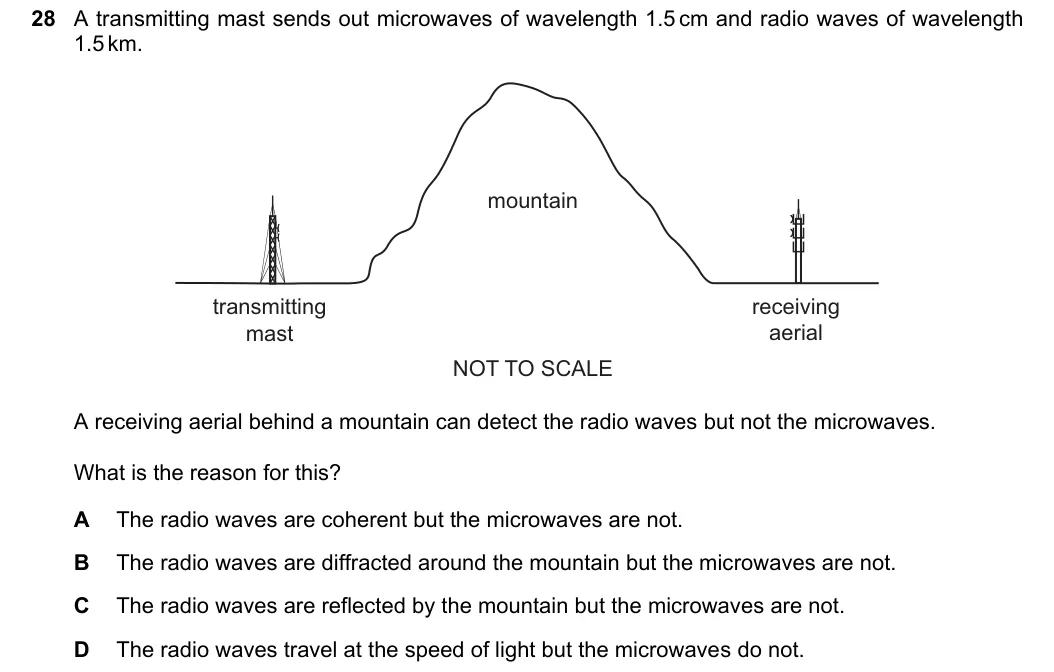 28 A transmitting mast sends out microwaves of wavelength 1.5 cm and radio waves of wavelength
1.5 km.
mountain
transmitting
mast
receiving
aerial
NOT TO SCALE
A receiving aerial behind a mountain can detect the radio waves but not the microwaves.
What is the reason for this?
A The radio waves are coherent but the microwaves are not.
B The radio waves are diffracted around the mountain but the microwaves are not.
C The radio waves are reflected by the mountain but the microwaves are not.
D The radio waves travel at the speed of light but the microwaves do not.